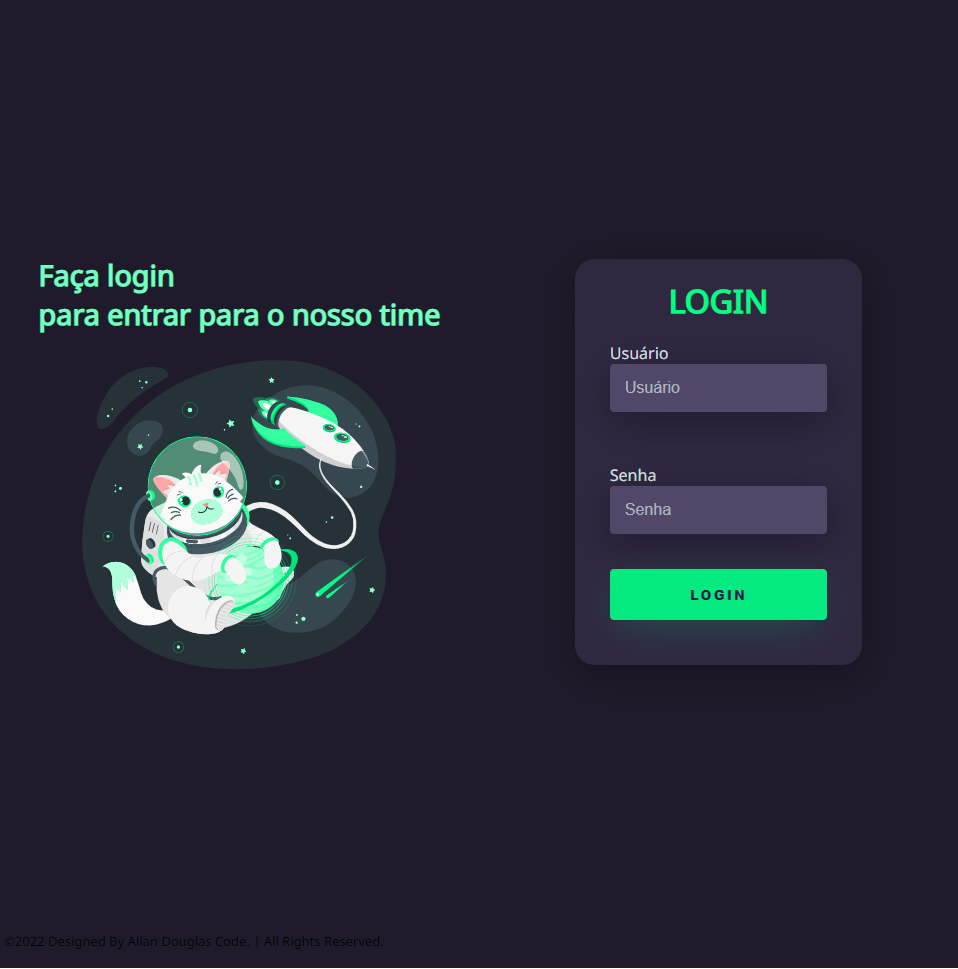 Faça login
para entrar para o nosso time
LOGIN
Usuário
Usuário
Senha
Senha
LOGIN
©2022 Designed By Allan Douglas Code. | All Rights Reserved.